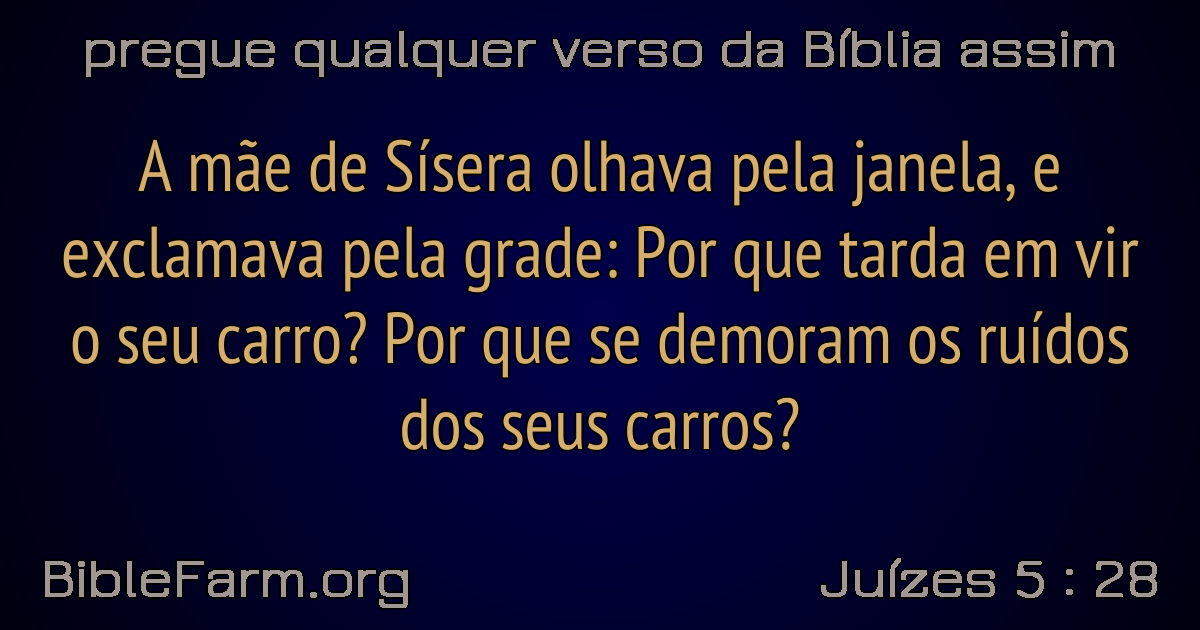 pregue qualquer verso da Bíblia assim
A mãe de Sísera olhava pela janela, e
exclamava pela grade: Por que tarda em vir
o seu carro? Por que se demoram os ruídos
dos seus carros?
BibleFarm.org
Juízes 5 : 28